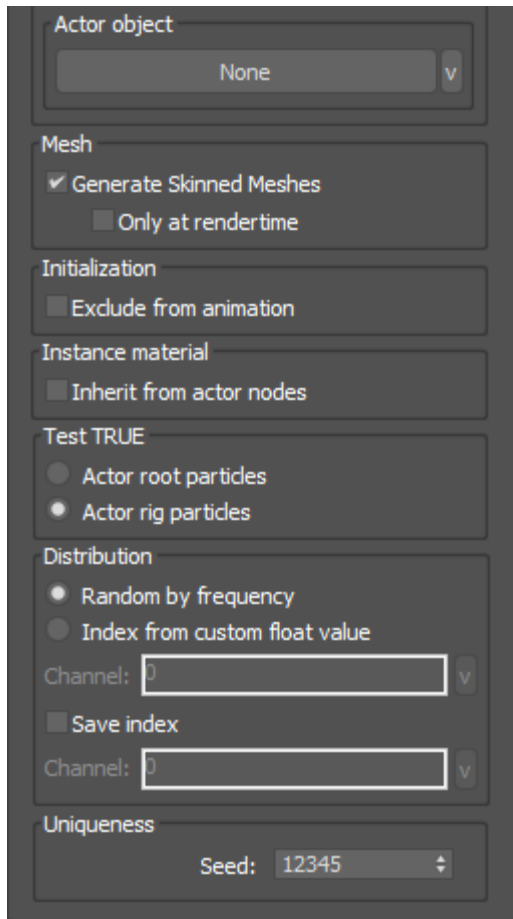 Actor object
None v
Mesh
Generate Skinned Meshes
Only at rendertime
Initialization
Exclude from animation
Instance material
Inherit from actor nodes
Test TRUE
Actor root particles
Actor rig particles
Distribution
Random by frequency
Index from custom float value
Channel: 0 v
Save index
Channel: 0 v
Uniqueness
Seed: 12345